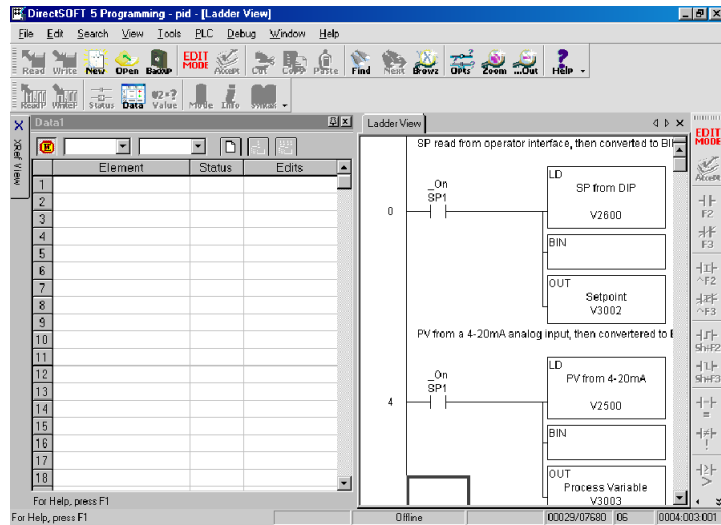 DirectSOFT 5 Programming - pid - [Ladder View]
File Edit Search View Tools PLC Debug Window Help
Read Write New Open Backup EDIT MODE Accept Cut Copy Paste Find Next Browz Opts Zoom ...Out Help
Read Write Status Data Value Mode Info
XRef View
Data1
Element Status Edits
1
2
3
4
5
6
7
8
9
10
11
12
13
14
15
16
17
18
For Help, press F1
Ladder View
SP read from operator interface, then converted to BIN
_On
SP1
0
LD
SP from DIP
V2600
BIN
OUT
Setpoint
V3002
PV from a 4-20mA analog input, then convertered to B
_On
SP1
4
LD
PV from 4-20mA
V2500
BIN
OUT
Process Variable
V3003
EDIT
MODE
Accept
F2
F3
^F2
^F3
Sh+F2
Sh+F3
=
!
>
For Help, press F1
Offline
00029/07680 06 0004:003:001